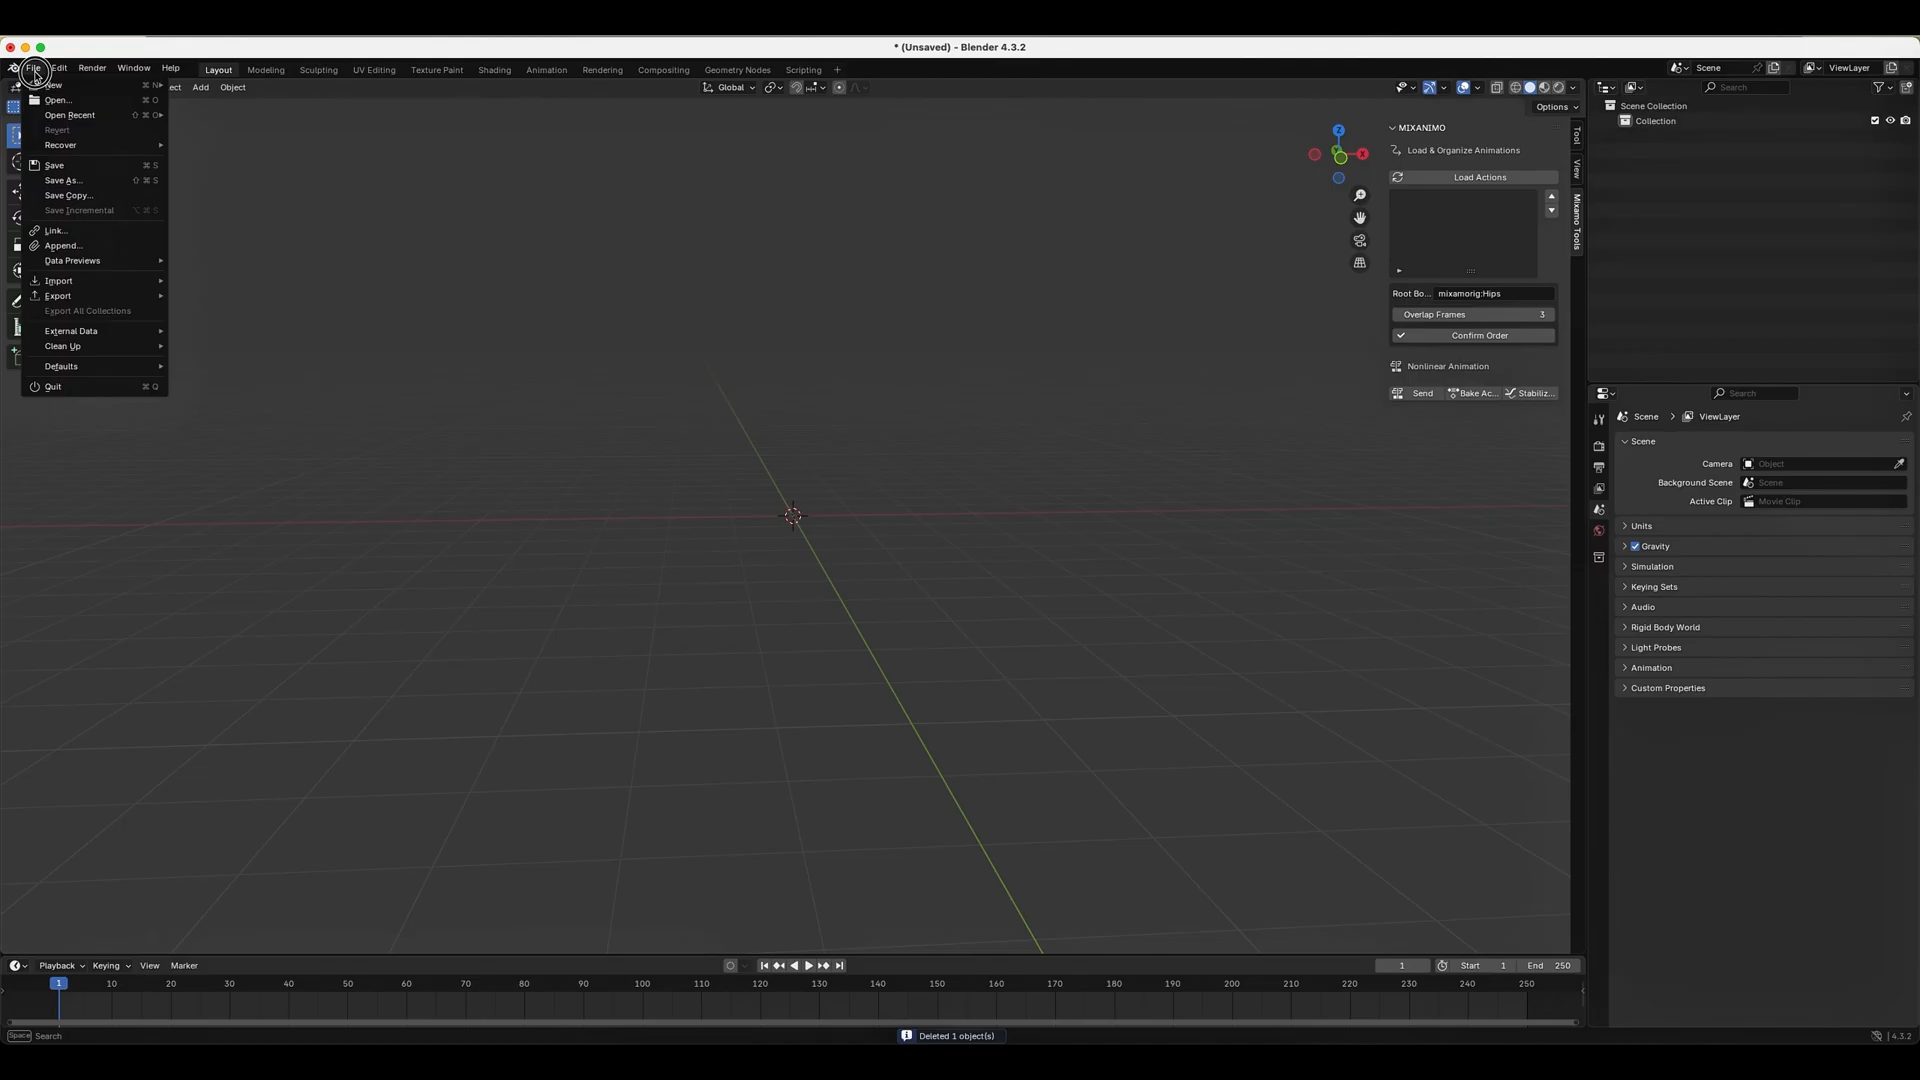 * (Unsaved) - Blender 4.3.2
File Edit Render Window Help
Layout Modeling Sculpting UV Editing Texture Paint Shading Animation Rendering Compositing Geometry Nodes Scripting +
Scene ViewLayer
Add Object
Global
Options
Search
New ⌘ N
Open... ⌘ O
Open Recent ⇧ ⌘ O
Revert
Recover
Save ⌘ S
Save As... ⇧ ⌘ S
Save Copy...
Save Incremental ⌥ ⌘ S
Link...
Append...
Data Previews
Import
Export
Export All Collections
External Data
Clean Up
Defaults
Quit ⌘ Q
Z
X
MIXANIMO
Load & Organize Animations
Load Actions
Root Bo... mixamorig:Hips
Overlap Frames 3
Confirm Order
Nonlinear Animation
Send Bake Ac... Stabiliz...
Tool
View
Mixamo Tools
Scene Collection
Collection
Search
Scene > ViewLayer
Scene
Camera Object
Background Scene Scene
Active Clip Movie Clip
Units
Gravity
Simulation
Keying Sets
Audio
Rigid Body World
Light Probes
Animation
Custom Properties
Playback Keying View Marker
1 Start 1 End 250
1 10 20 30 40 50 60 70 80 90 100 110 120 130 140 150 160 170 180 190 200 210 220 230 240 250
Space Search
Deleted 1 object(s)
4.3.2